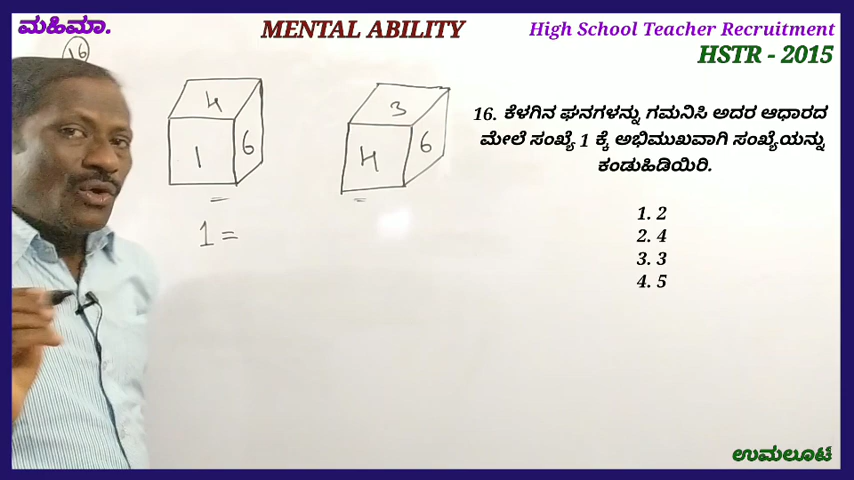 ಮಹಿಮಾ.
MENTAL ABILITY
High School Teacher Recruitment
HSTR - 2015
16
4
1
6
3
4
6
1 =
16. ಕೆಳಗಿನ ಘನಗಳನ್ನು ಗಮನಿಸಿ ಅದರ ಆಧಾರದ
ಮೇಲೆ ಸಂಖ್ಯೆ 1 ಕ್ಕೆ ಅಭಿಮುಖವಾಗಿ ಸಂಖ್ಯೆಯನ್ನು
ಕಂಡುಹಿಡಿಯಿರಿ.
1. 2
2. 4
3. 3
4. 5
ಉಮಲೂಟಿ